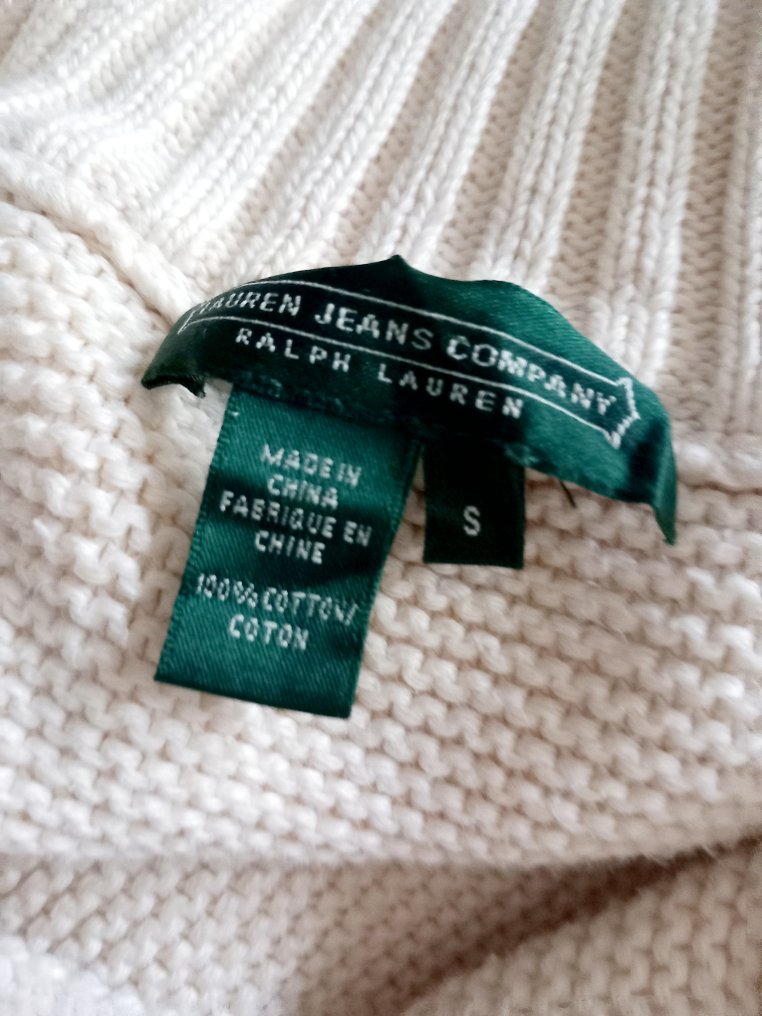 LAUREN JEANS COMPANY
RALPH LAUREN
MADE IN
CHINA
FABRIQUE EN
CHINE
100% COTTON/
COTON
S